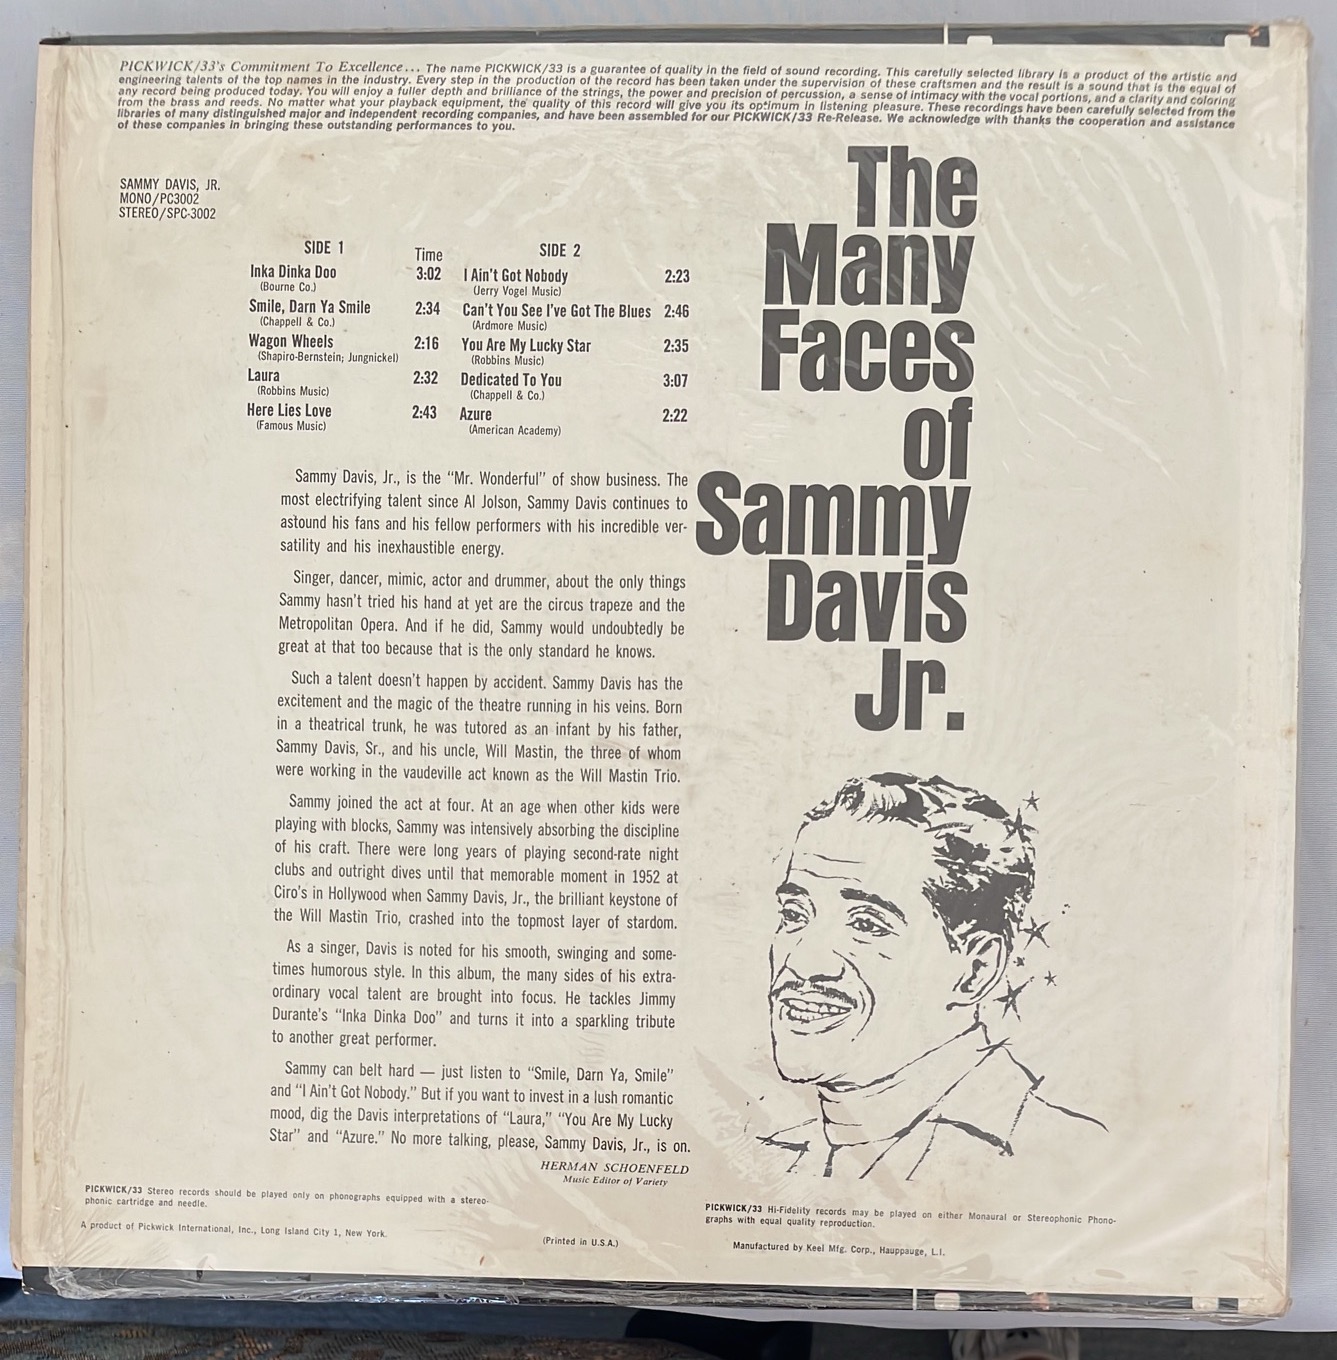 PICKWICK/33's Commitment To Excellence... The name PICKWICK/33 is a guarantee of quality in the field of sound recording. This carefully selected library is a product of the artistic and
engineering talents of the top names in the industry. Every step in the production of the record has been taken under the supervision of these craftsmen and the result is a sound that is the equal of
any record being produced today. You will enjoy a fuller depth and brilliance of the strings, the power and precision of percussion, a sense of intimacy with the vocal portions, and a clarity and coloring
from the brass and reeds. No matter what your playback equipment, the quality of this record will give you its optimum in listening pleasure. These recordings have been carefully selected from the
libraries of many distinguished major and independent recording companies, and have been assembled for our PICKWICK/33 Re-Release. We acknowledge with thanks the cooperation and assistance
of these companies in bringing these outstanding performances to you.
SAMMY DAVIS, JR.
MONO/PC3002
STEREO/SPC-3002
SIDE 1
Time
Inka Dinka Doo 3:02
(Bourne Co.)
Smile, Darn Ya Smile 2:34
(Chappell & Co.)
Wagon Wheels 2:16
(Shapiro-Bernstein; Jungnickel)
Laura 2:32
(Robbins Music)
Here Lies Love 2:43
(Famous Music)
SIDE 2
I Ain't Got Nobody 2:23
(Jerry Vogel Music)
Can't You See I've Got The Blues 2:46
(Ardmore Music)
You Are My Lucky Star 2:35
(Robbins Music)
Dedicated To You 3:07
(Chappell & Co.)
Azure 2:22
(American Academy)
The
Many
Faces
of
Sammy
Davis
Jr.
Sammy Davis, Jr., is the "Mr. Wonderful" of show business. The
most electrifying talent since Al Jolson, Sammy Davis continues to
astound his fans and his fellow performers with his incredible ver-
satility and his inexhaustible energy.
Singer, dancer, mimic, actor and drummer, about the only things
Sammy hasn't tried his hand at yet are the circus trapeze and the
Metropolitan Opera. And if he did, Sammy would undoubtedly be
great at that too because that is the only standard he knows.
Such a talent doesn't happen by accident. Sammy Davis has the
excitement and the magic of the theatre running in his veins. Born
in a theatrical trunk, he was tutored as an infant by his father,
Sammy Davis, Sr., and his uncle, Will Mastin, the three of whom
were working in the vaudeville act known as the Will Mastin Trio.
Sammy joined the act at four. At an age when other kids were
playing with blocks, Sammy was intensively absorbing the discipline
of his craft. There were long years of playing second-rate night
clubs and outright dives until that memorable moment in 1952 at
Ciro's in Hollywood when Sammy Davis, Jr., the brilliant keystone of
the Will Mastin Trio, crashed into the topmost layer of stardom.
As a singer, Davis is noted for his smooth, swinging and some-
times humorous style. In this album, the many sides of his extra-
ordinary vocal talent are brought into focus. He tackles Jimmy
Durante's "Inka Dinka Doo" and turns it into a sparkling tribute
to another great performer.
Sammy can belt hard — just listen to "Smile, Darn Ya, Smile"
and "I Ain't Got Nobody." But if you want to invest in a lush romantic
mood, dig the Davis interpretations of "Laura," "You Are My Lucky
Star" and "Azure." No more talking, please, Sammy Davis, Jr., is on.
HERMAN SCHOENFELD
Music Editor of Variety
PICKWICK/33 Stereo records should be played only on phonographs equipped with a stereo-
phonic cartridge and needle.
A product of Pickwick International, Inc., Long Island City 1, New York.
(Printed in U.S.A.)
PICKWICK/33 Hi-Fidelity records may be played on either Monaural or Stereophonic Phono-
graphs with equal quality reproduction.
Manufactured by Keel Mfg. Corp., Hauppauge, L.I.